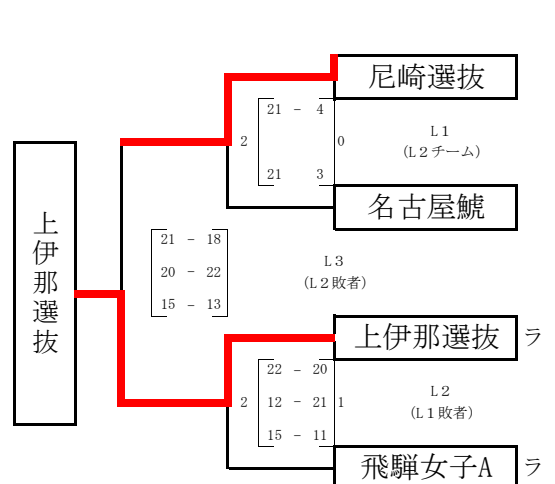 尼崎選抜
21 - 4
2
0
L1
(L2チーム)
21 3
名古屋鯱
上伊那選抜
21 - 18
20 - 22
15 - 13
L3
(L2敗者)
上伊那選抜
ラ
22 - 20
2
12 - 21
1
15 - 11
L2
(L1敗者)
飛騨女子A
ラ